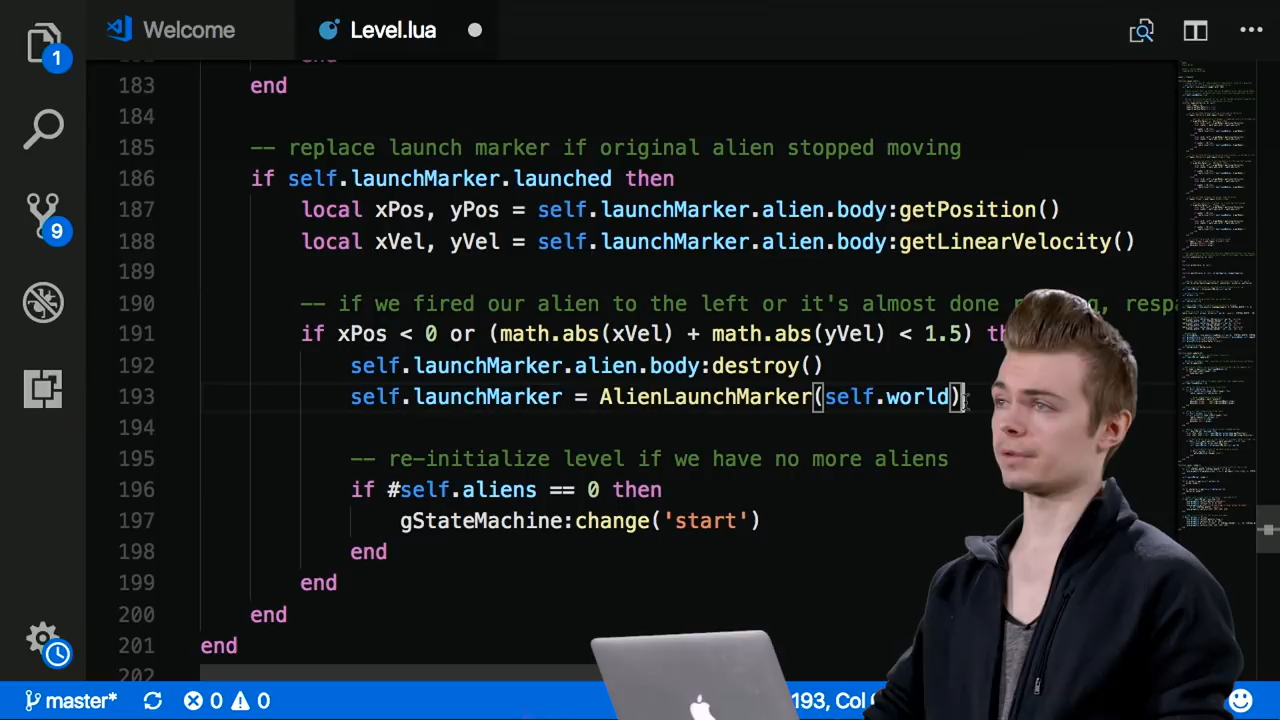 Welcome
Level.lua
1
183 end
184
185 -- replace launch marker if original alien stopped moving
186 if self.launchMarker.launched then
187 local xPos, yPos = self.launchMarker.alien.body:getPosition()
188 local xVel, yVel = self.launchMarker.alien.body:getLinearVelocity()
189
190 -- if we fired our alien to the left or it's almost done
191 if xPos < 0 or (math.abs(xVel) + math.abs(yVel) < 1.5)
192 self.launchMarker.alien.body:destroy()
193 self.launchMarker = AlienLaunchMarker(self.world)
194
195 -- re-initialize level if we have no more aliens
196 if #self.aliens == 0 then
197 gStateMachine:change('start')
198 end
199 end
200 end
201 end
9
master*
0
0
193, Col